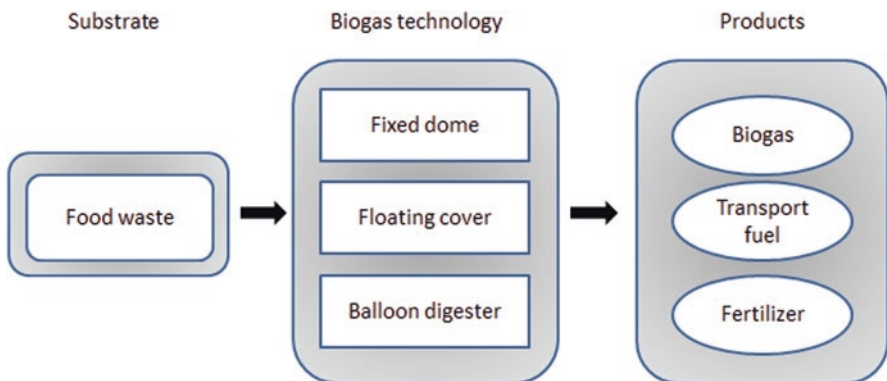 Substrate
Biogas technology
Products
Food waste
Fixed dome
Floating cover
Balloon digester
Biogas
Transport
fuel
Fertilizer